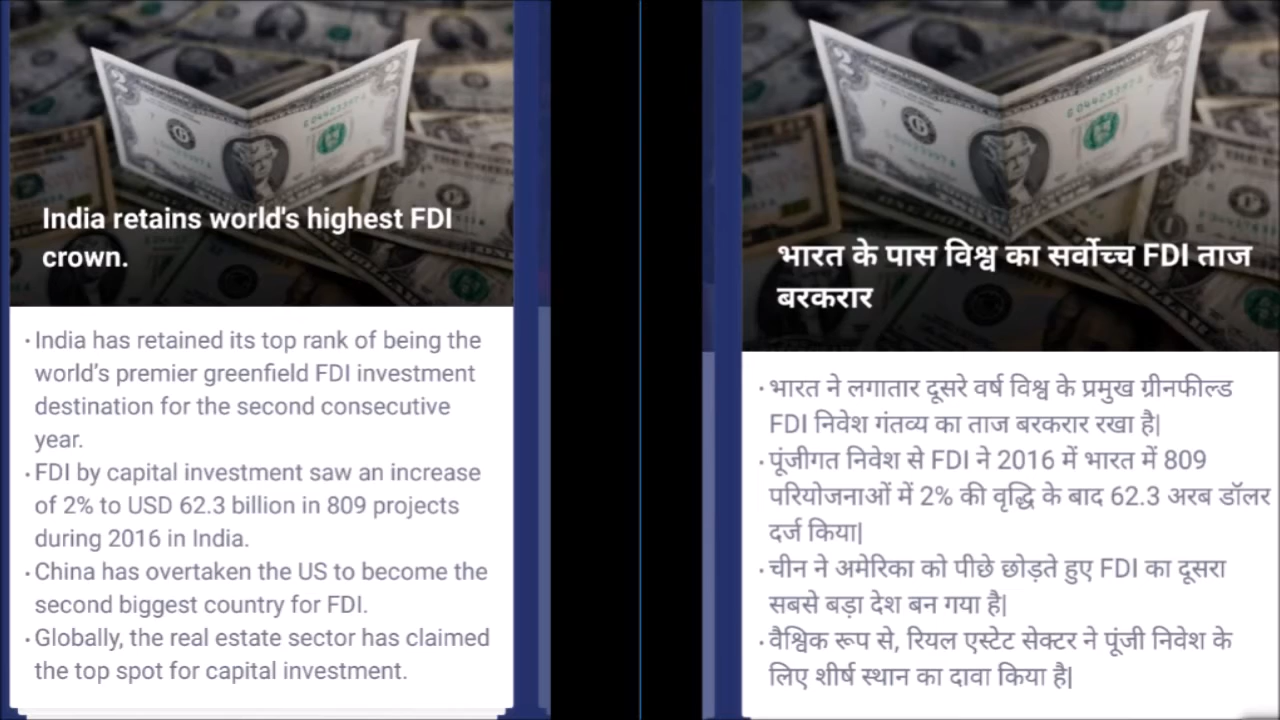 India retains world's highest FDI
crown.
· India has retained its top rank of being the
world's premier greenfield FDI investment
destination for the second consecutive
year.
· FDI by capital investment saw an increase
of 2% to USD 62.3 billion in 809 projects
during 2016 in India.
· China has overtaken the US to become the
second biggest country for FDI.
· Globally, the real estate sector has claimed
the top spot for capital investment.
भारत के पास विश्व का सर्वोच्च FDI ताज
बरकरार
· भारत ने लगातार दूसरे वर्ष विश्व के प्रमुख ग्रीनफील्ड
FDI निवेश गंतव्य का ताज बरकरार रखा है|
· पूंजीगत निवेश से FDI ने 2016 में भारत में 809
परियोजनाओं में 2% की वृद्धि के बाद 62.3 अरब डॉलर
दर्ज किया|
· चीन ने अमेरिका को पीछे छोड़ते हुए FDI का दूसरा
सबसे बड़ा देश बन गया है|
· वैश्विक रूप से, रियल एस्टेट सेक्टर ने पूंजी निवेश के
लिए शीर्ष स्थान का दावा किया है|